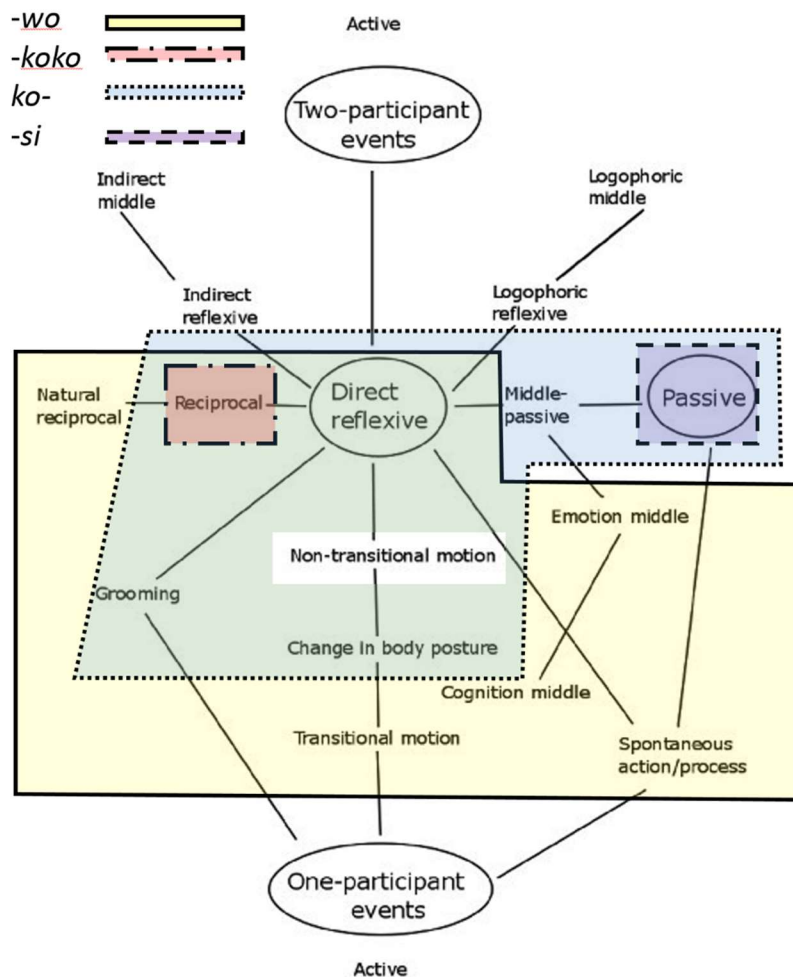 -wo
-koko
ko-
-si
Active
Two-participant
events
Indirect
middle
Logophoric
middle
Indirect
reflexive
Logophoric
reflexive
Natural
reciprocal
Reciprocal
Direct
reflexive
Middle-
passive
Passive
Emotion middle
Non-transitional motion
Grooming
Change in body posture
Cognition middle
Transitional motion
Spontaneous
action/process
One-participant
events
Active